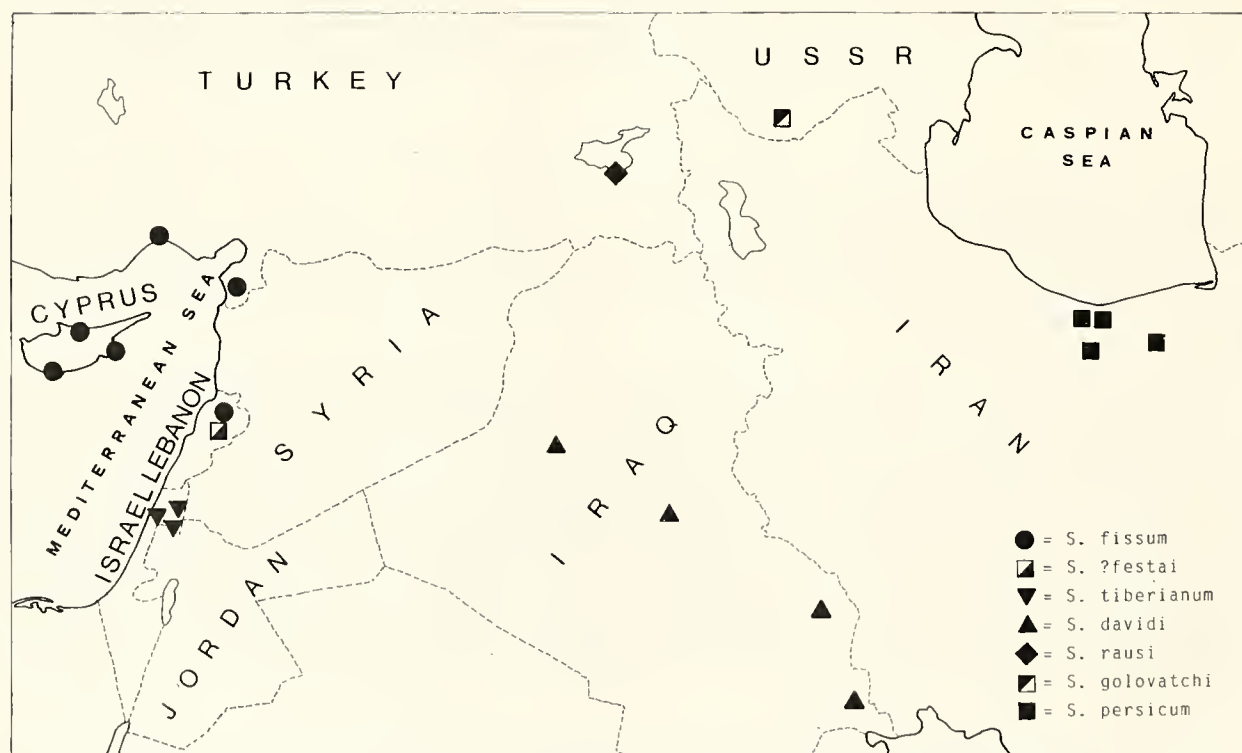 TURKEY
USSR
CASPIAN
SEA
CYPRUS
MEDITERRANEAN SEA
SYRIA
ISRAEL LEBANON
IRAN
IRAQ
JORDAN
= S. fissum
= S. ?festai
= S. tiberianum
= S. davidi
= S. rausi
= S. golovatchi
= S. persicum